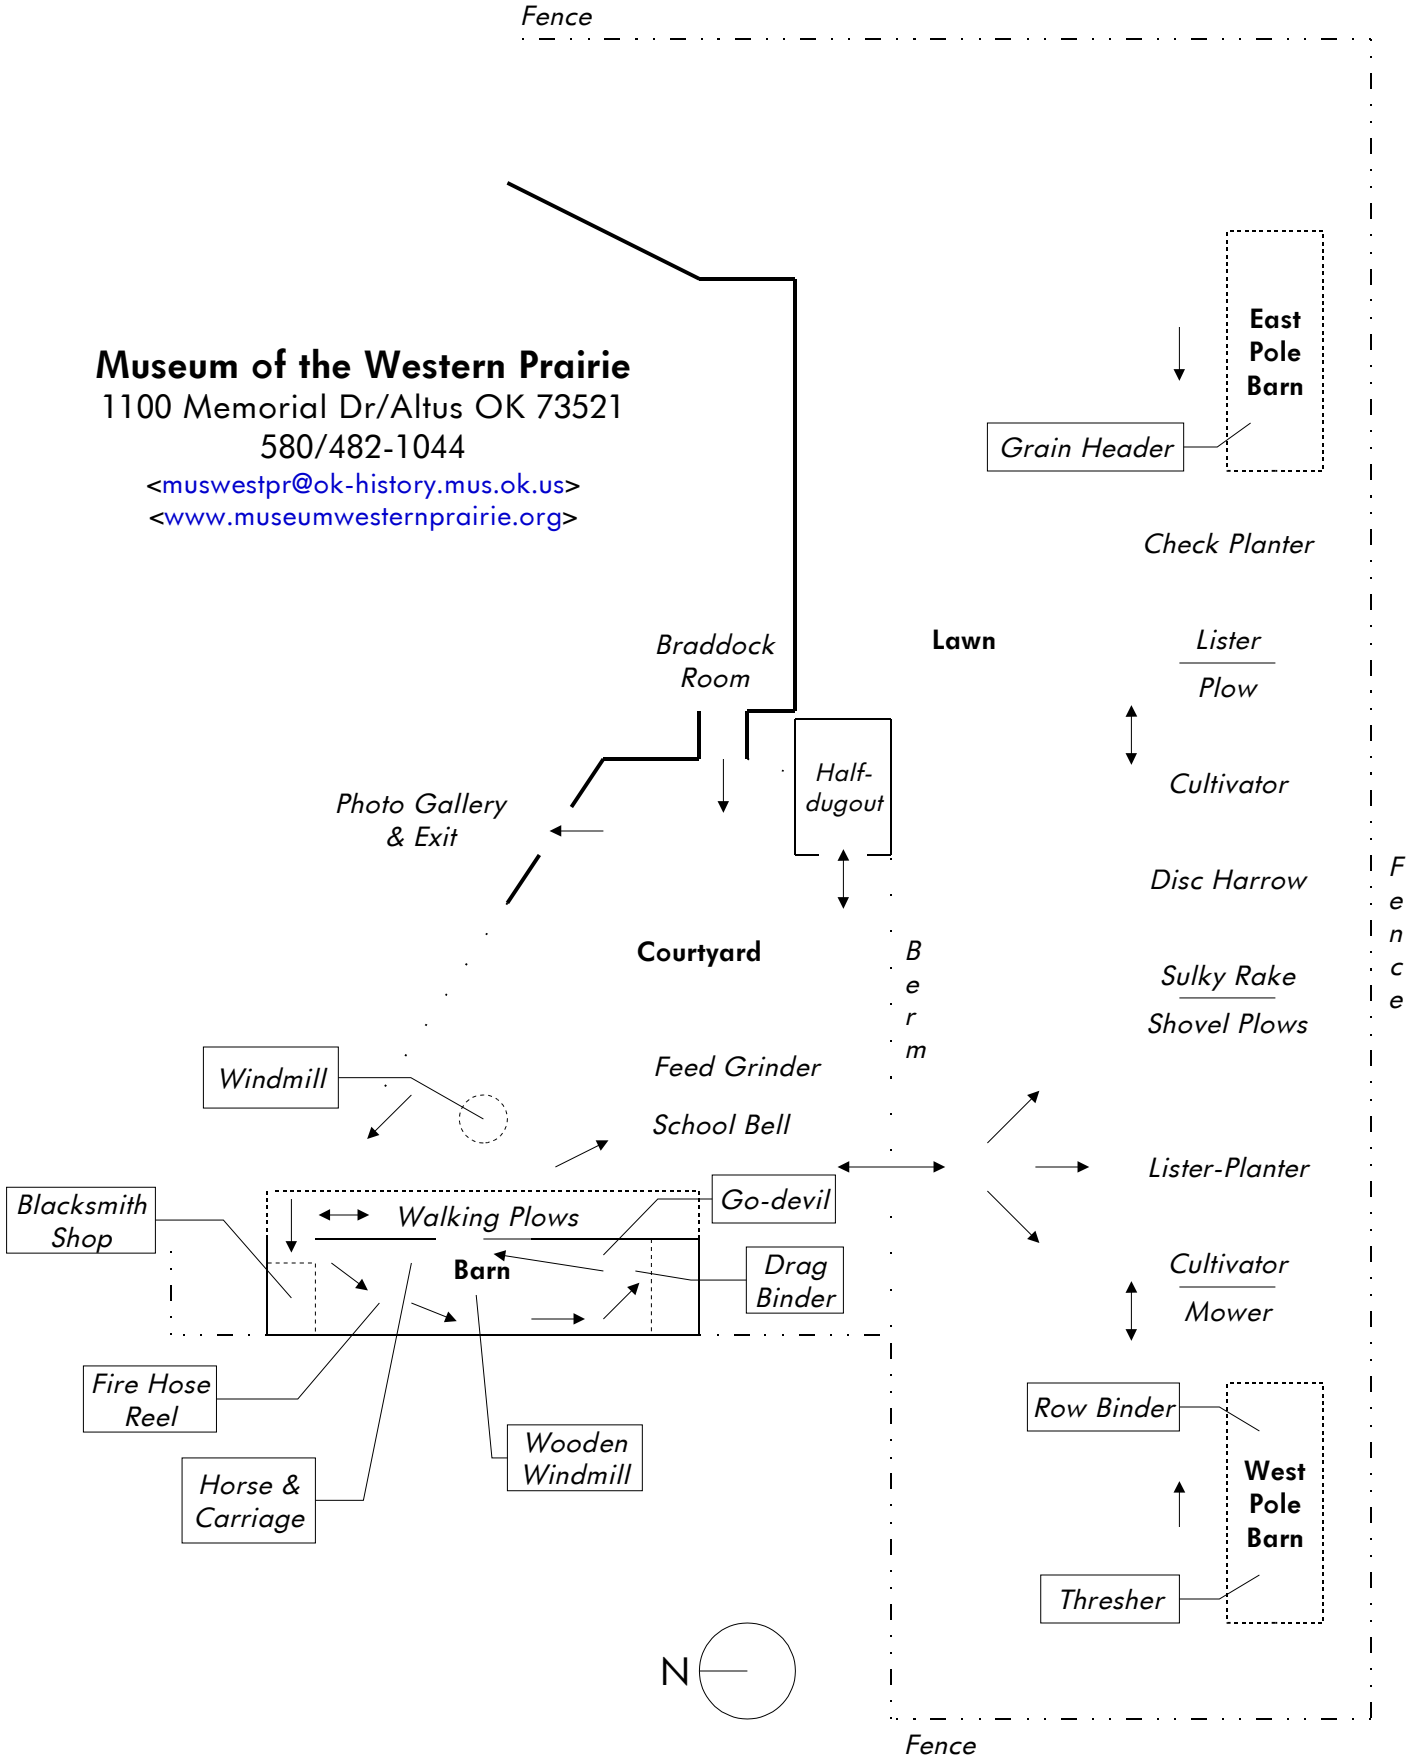 Fence
Museum of the Western Prairie
1100 Memorial Dr/Altus OK 73521
580/482-1044
<muswestpr@ok-history.mus.ok.us>
<www.museumwesternprairie.org>
East
Pole
Barn
Grain Header
Check Planter
Braddock
Room
Lawn
Lister
Plow
Half-
dugout
Cultivator
Photo Gallery
& Exit
Disc Harrow
Fence
Courtyard
Berm
Sulky Rake
Shovel Plows
Windmill
Feed Grinder
School Bell
Lister-Planter
Blacksmith
Shop
Walking Plows
Go-devil
Barn
Drag
Binder
Cultivator
Mower
Fire Hose
Reel
Row Binder
Wooden
Windmill
Horse &
Carriage
West
Pole
Barn
Thresher
N
Fence